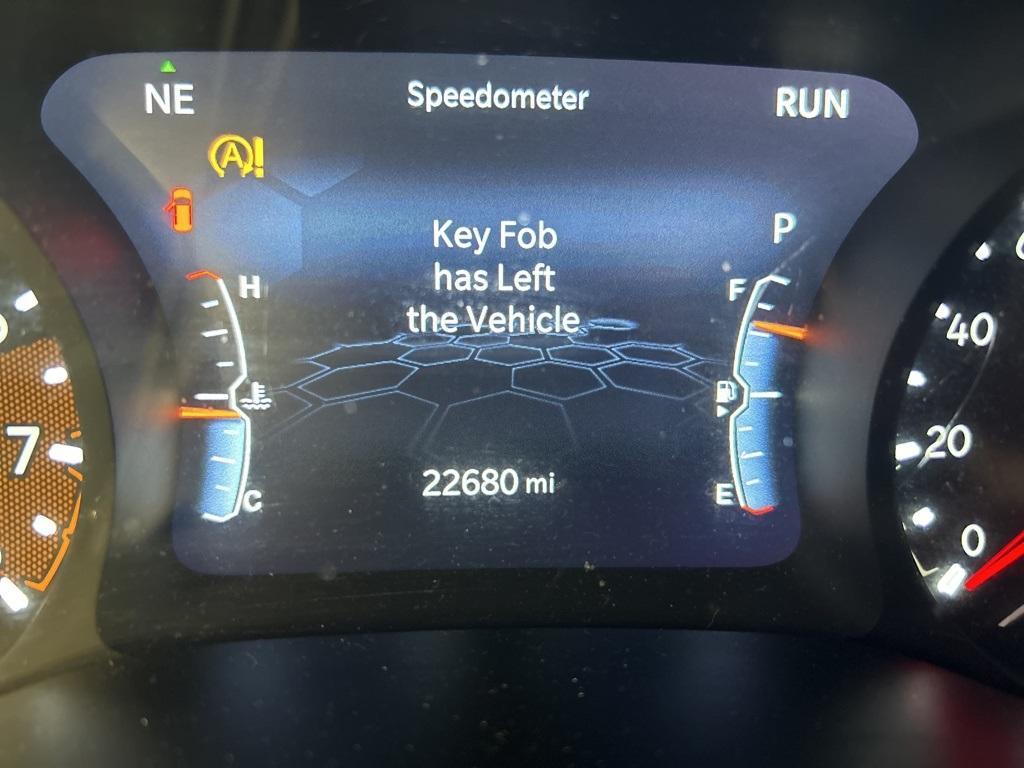 NE
Speedometer
RUN
A!
Key Fob
has Left
the Vehicle
P
H
F
C
E
22680 mi
7
40
20
0